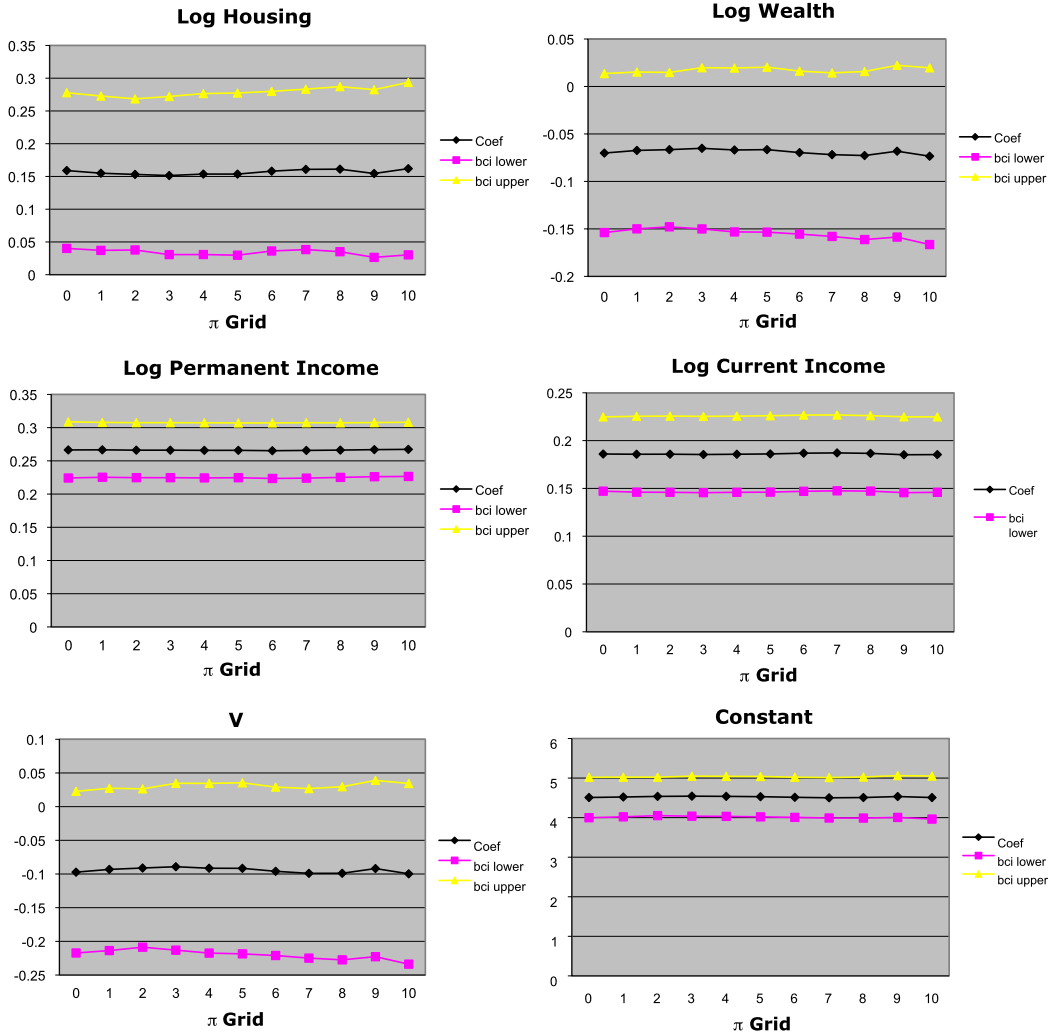 Log Housing
0.35
0.3
0.25
0.2
0.15
0.1
0.05
0
0 1 2 3 4 5 6 7 8 9 10
π Grid
Coef
bci lower
bci upper
Log Wealth
0.05
0
-0.05
-0.1
-0.15
-0.2
0 1 2 3 4 5 6 7 8 9 10
π Grid
Coef
bci lower
bci upper
Log Permanent Income
0.35
0.3
0.25
0.2
0.15
0.1
0.05
0
0 1 2 3 4 5 6 7 8 9 10
π Grid
Coef
bci lower
bci upper
Log Current Income
0.25
0.2
0.15
0.1
0.05
0
0 1 2 3 4 5 6 7 8 9 10
π Grid
Coef
bci
lower
V
0.1
0.05
0
-0.05
-0.1
-0.15
-0.2
-0.25
0 1 2 3 4 5 6 7 8 9 10
π Grid
Coef
bci lower
bci upper
Constant
6
5
4
3
2
1
0
0 1 2 3 4 5 6 7 8 9 10
π Grid
Coef
bci lower
bci upper